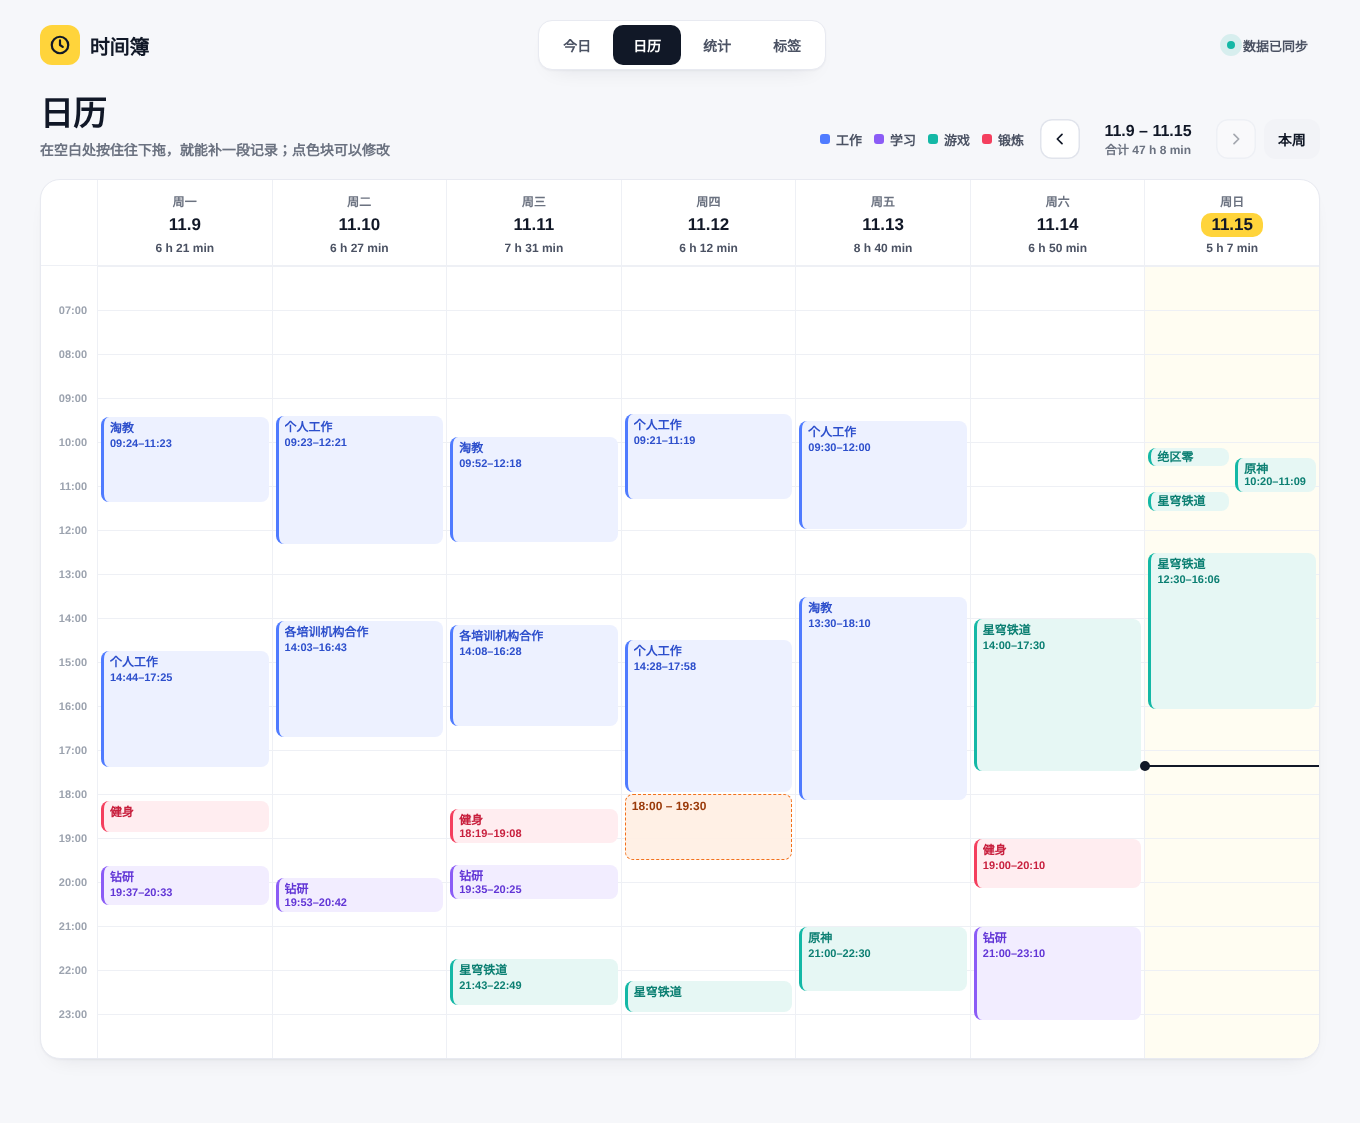 时间簿
今日
日历
统计
标签
数据已同步
日历
在空白处按住往下拖，就能补一段记录；点色块可以修改
工作
学习
游戏
锻炼
11.9 – 11.15
合计 47 h 8 min
本周
周一
11.9
6 h 21 min
周二
11.10
6 h 27 min
周三
11.11
7 h 31 min
周四
11.12
6 h 12 min
周五
11.13
8 h 40 min
周六
11.14
6 h 50 min
周日
11.15
5 h 7 min
07:00
08:00
09:00
10:00
11:00
12:00
13:00
14:00
15:00
16:00
17:00
18:00
19:00
20:00
21:00
22:00
23:00
淘教
09:24–11:23
个人工作
14:44–17:25
健身
钻研
19:37–20:33
个人工作
09:23–12:21
各培训机构合作
14:03–16:43
钻研
19:53–20:42
淘教
09:52–12:18
各培训机构合作
14:08–16:28
健身
18:19–19:08
钻研
19:35–20:25
星穹铁道
21:43–22:49
个人工作
09:21–11:19
个人工作
14:28–17:58
18:00 – 19:30
星穹铁道
个人工作
09:30–12:00
淘教
13:30–18:10
原神
21:00–22:30
星穹铁道
14:00–17:30
健身
19:00–20:10
钻研
21:00–23:10
绝区零
原神
10:20–11:09
星穹铁道
星穹铁道
12:30–16:06